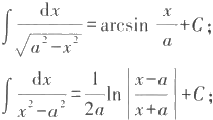 ∫ dx / √(a² − x²) = arcsin x/a + C;
∫ dx / (x² − a²) = 1/(2a) ln |(x − a)/(x + a)| + C;